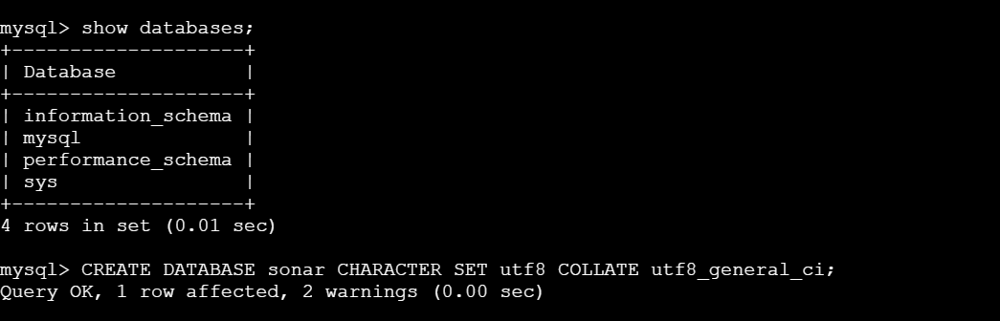 mysql> show databases;
+--------------------+
| Database           |
+--------------------+
| information_schema |
| mysql              |
| performance_schema |
| sys                |
+--------------------+
4 rows in set (0.01 sec)
mysql> CREATE DATABASE sonar CHARACTER SET utf8 COLLATE utf8_general_ci;
Query OK, 1 row affected, 2 warnings (0.00 sec)